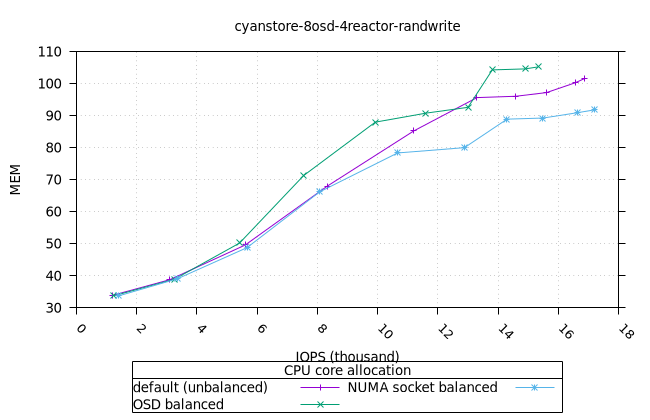 cyanstore-8osd-4reactor-randwrite
110
100
90
80
70
60
50
40
30
MEM
0 2 4 6 8 10 12 14 16 18
IOPS (thousand)
CPU core allocation
default (unbalanced) NUMA socket balanced
OSD balanced